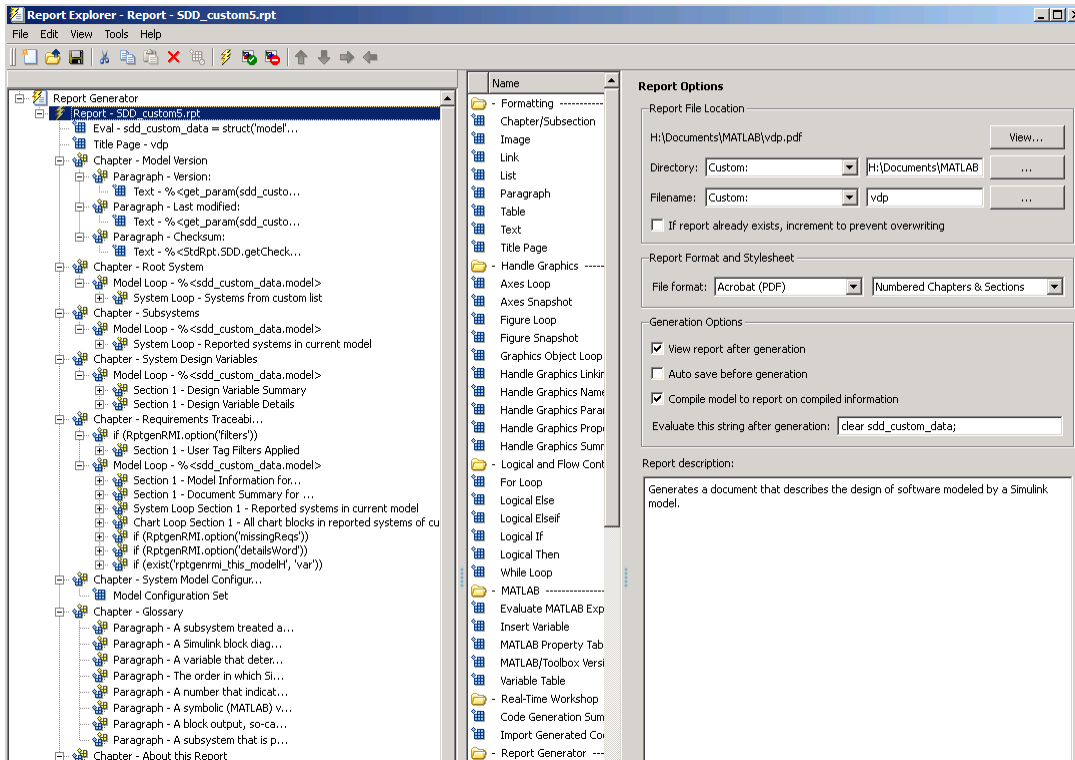 Report Explorer - Report - SDD_custom5.rpt
File Edit View Tools Help
Report Generator
Report - SDD_custom5.rpt
Eval - sdd_custom_data = struct('model'...
Title Page - vdp
Chapter - Model Version
Paragraph - Version:
Text - %<get_param(sdd_custo...
Paragraph - Last modified:
Text - %<get_param(sdd_custo...
Paragraph - Checksum:
Text - %<StdRpt.SDD.getCheck...
Chapter - Root System
Model Loop - %<sdd_custom_data.model>
System Loop - Systems from custom list
Chapter - Subsystems
Model Loop - %<sdd_custom_data.model>
System Loop - Reported systems in current model
Chapter - System Design Variables
Model Loop - %<sdd_custom_data.model>
Section 1 - Design Variable Summary
Section 1 - Design Variable Details
Chapter - Requirements Traceabi...
if (RptgenRMI.option('filters'))
Section 1 - User Tag Filters Applied
Model Loop - %<sdd_custom_data.model>
Section 1 - Model Information for...
Section 1 - Document Summary for ...
System Loop Section 1 - Reported systems in current model
Chart Loop Section 1 - All chart blocks in reported systems of cu
if (RptgenRMI.option('missingReqs'))
if (RptgenRMI.option('detailsWord'))
if (exist('rptgenrmi_this_modelH', 'var'))
Chapter - System Model Configur...
Model Configuration Set
Chapter - Glossary
Paragraph - A subsystem treated a...
Paragraph - A Simulink block diag...
Paragraph - A variable that deter...
Paragraph - The order in which Si...
Paragraph - A number that indicat...
Paragraph - A symbolic (MATLAB) v...
Paragraph - A block output, so-ca...
Paragraph - A subsystem that is p...
Chapter - About this Report
Name
- Formatting -----------
Chapter/Subsection
Image
Link
List
Paragraph
Table
Text
Title Page
- Handle Graphics -----
Axes Loop
Axes Snapshot
Figure Loop
Figure Snapshot
Graphics Object Loop
Handle Graphics Linkin
Handle Graphics Name
Handle Graphics Parar
Handle Graphics Prope
Handle Graphics Summ
- Logical and Flow Cont
For Loop
Logical Else
Logical Elseif
Logical If
Logical Then
While Loop
- MATLAB --------------
Evaluate MATLAB Exp
Insert Variable
MATLAB Property Tab
MATLAB/Toolbox Versi
Variable Table
- Real-Time Workshop
Code Generation Sum
Import Generated Co
- Report Generator ---
Report Options
Report File Location
H:\Documents\MATLAB\vdp.pdf View...
Directory: Custom: H:\Documents\MATLAB ...
Filename: Custom: vdp ...
If report already exists, increment to prevent overwriting
Report Format and Stylesheet
File format: Acrobat (PDF) Numbered Chapters & Sections
Generation Options
View report after generation
Auto save before generation
Compile model to report on compiled information
Evaluate this string after generation: clear sdd_custom_data;
Report description:
Generates a document that describes the design of software modeled by a Simulink
model.